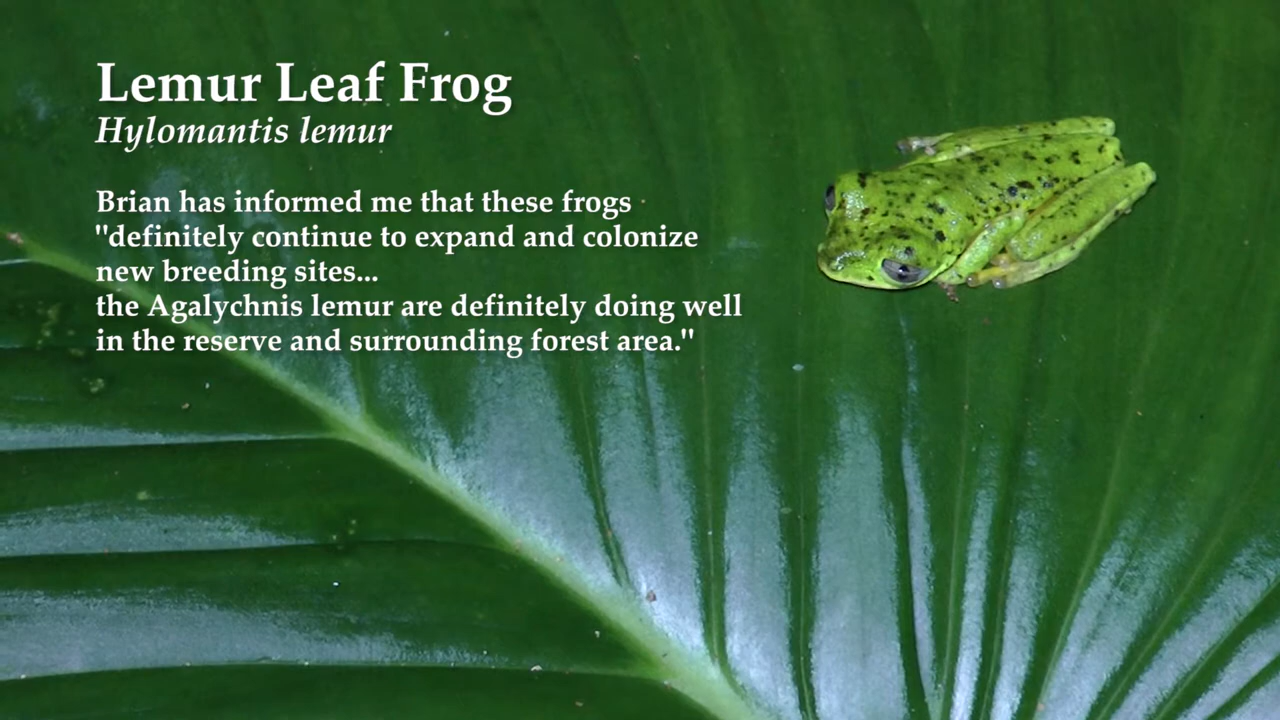 Lemur Leaf Frog
Hylomantis lemur
Brian has informed me that these frogs
"definitely continue to expand and colonize
new breeding sites...
the Agalychnis lemur are definitely doing well
in the reserve and surrounding forest area."